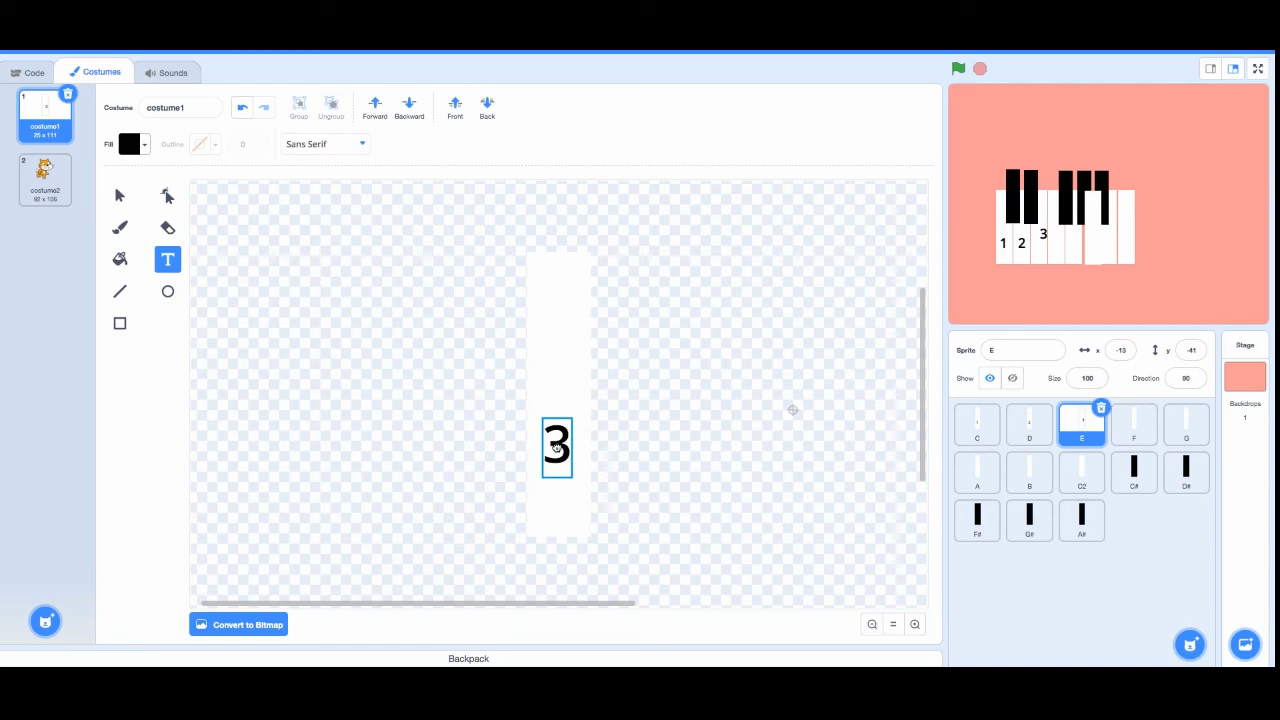 Code
Costumes
Sounds
1
costume1
25 x 111
2
costume2
92 x 106
Costume
costume1
Group
Ungroup
Forward
Backward
Front
Back
Fill
Outline
0
Sans Serif
3
Convert to Bitmap
Backpack
1 2 3
Sprite
E
x
-13
y
-41
Show
Size
100
Direction
90
C
D
E
F
G
A
B
C2
C#
D#
F#
G#
A#
Stage
Backdrops
1